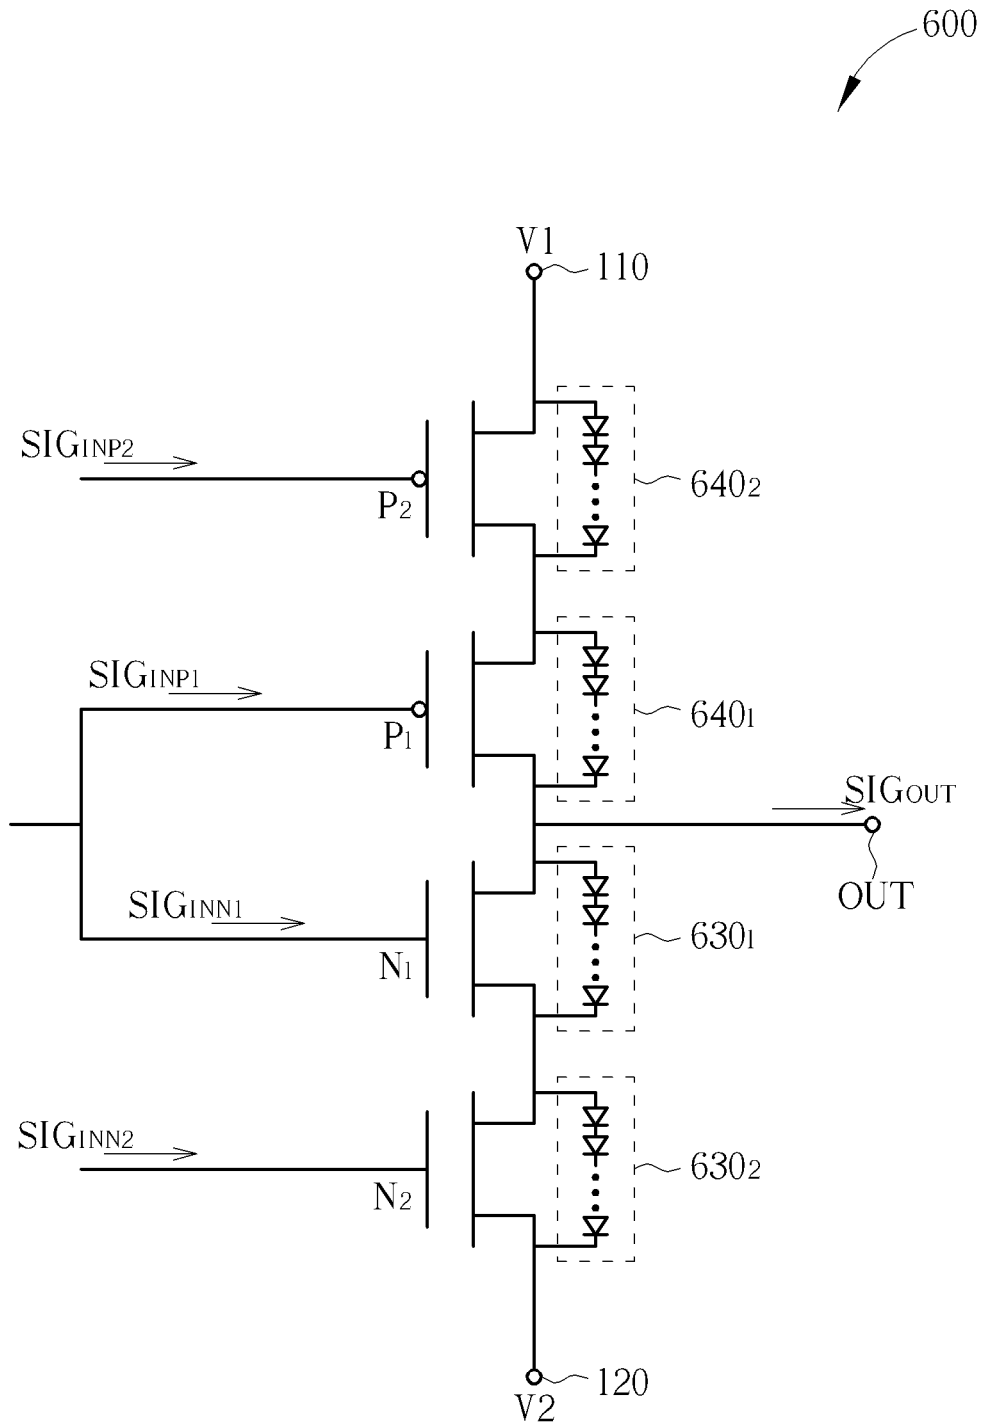 600
V1
110
SIGINP2
P2
6402
SIGINP1
P1
6401
SIGOUT
OUT
SIGINN1
N1
6301
SIGINN2
N2
6302
120
V2